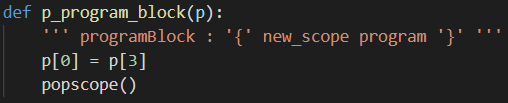 def p_program_block(p):
    ''' programBlock : '{' new_scope program '}' '''
    p[0] = p[3]
    popscope()